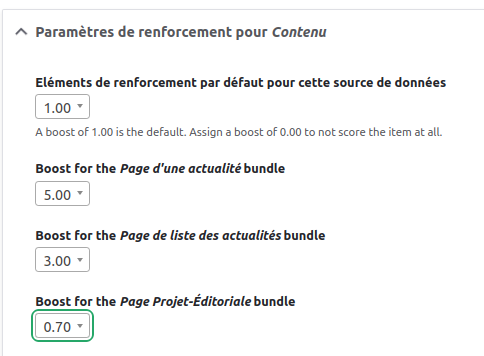 Paramètres de renforcement pour Contenu
Eléments de renforcement par défaut pour cette source de données
1.00
A boost of 1.00 is the default. Assign a boost of 0.00 to not score the item at all.
Boost for the Page d'une actualité bundle
5.00
Boost for the Page de liste des actualités bundle
3.00
Boost for the Page Projet-Éditoriale bundle
0.70